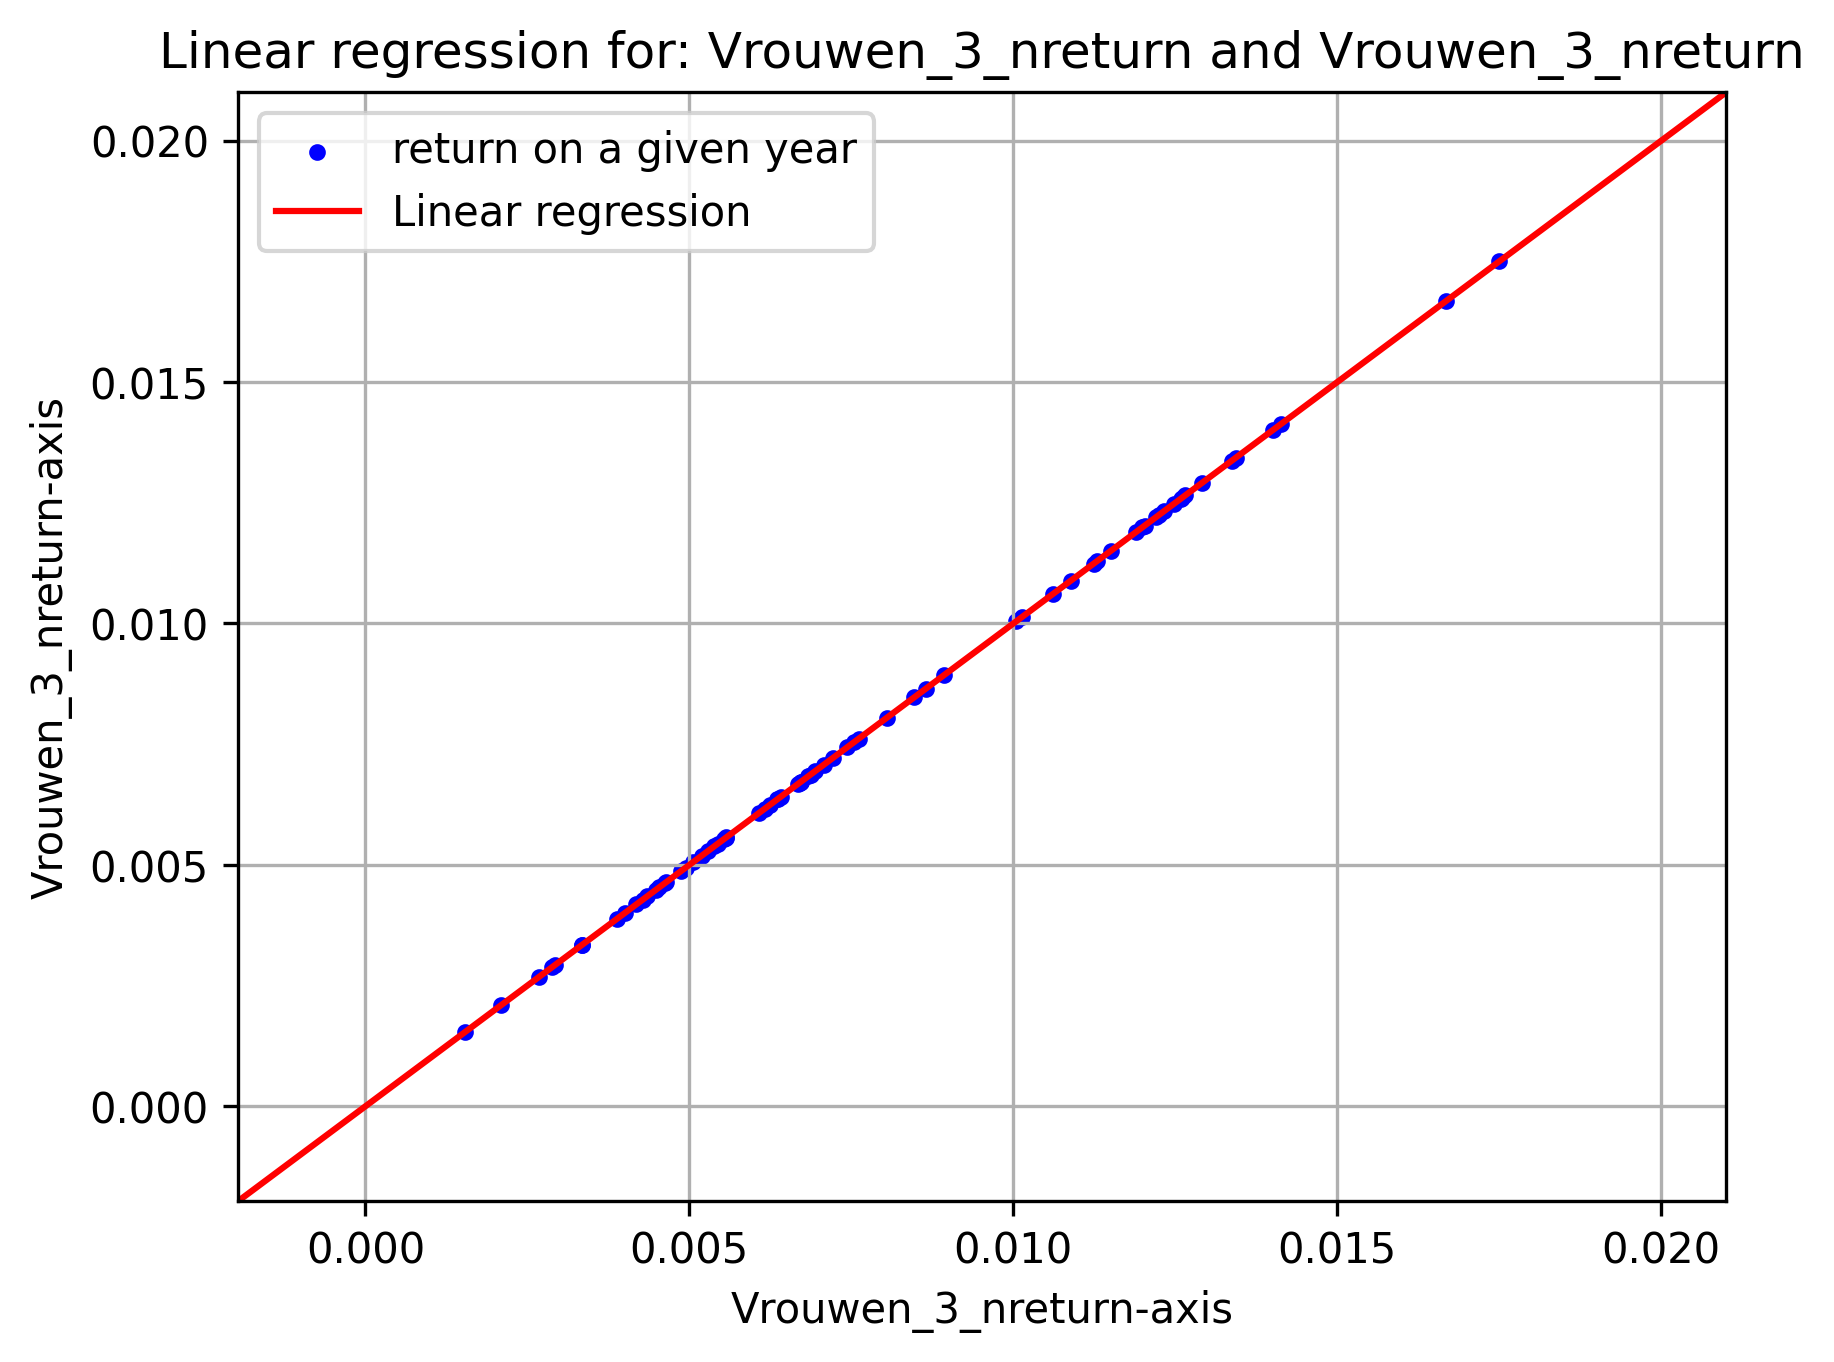 Linear regression for: Vrouwen_3_nreturn and Vrouwen_3_nreturn
return on a given year
Linear regression
Vrouwen_3_nreturn-axis
0.020
0.015
0.010
0.005
0.000
0.000 0.005 0.010 0.015 0.020
Vrouwen_3_nreturn-axis